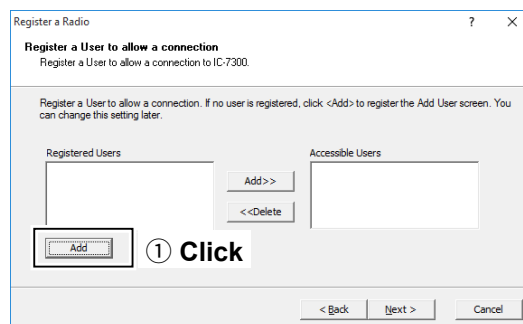 Register a Radio ? X
Register a User to allow a connection
Register a User to allow a connection to IC-7300.
Register a User to allow a connection. If no user is registered, click <Add> to register the Add User screen. You
can change this setting later.
Registered Users Accessible Users
Add>>
<<Delete
Add ① Click
< Back Next > Cancel